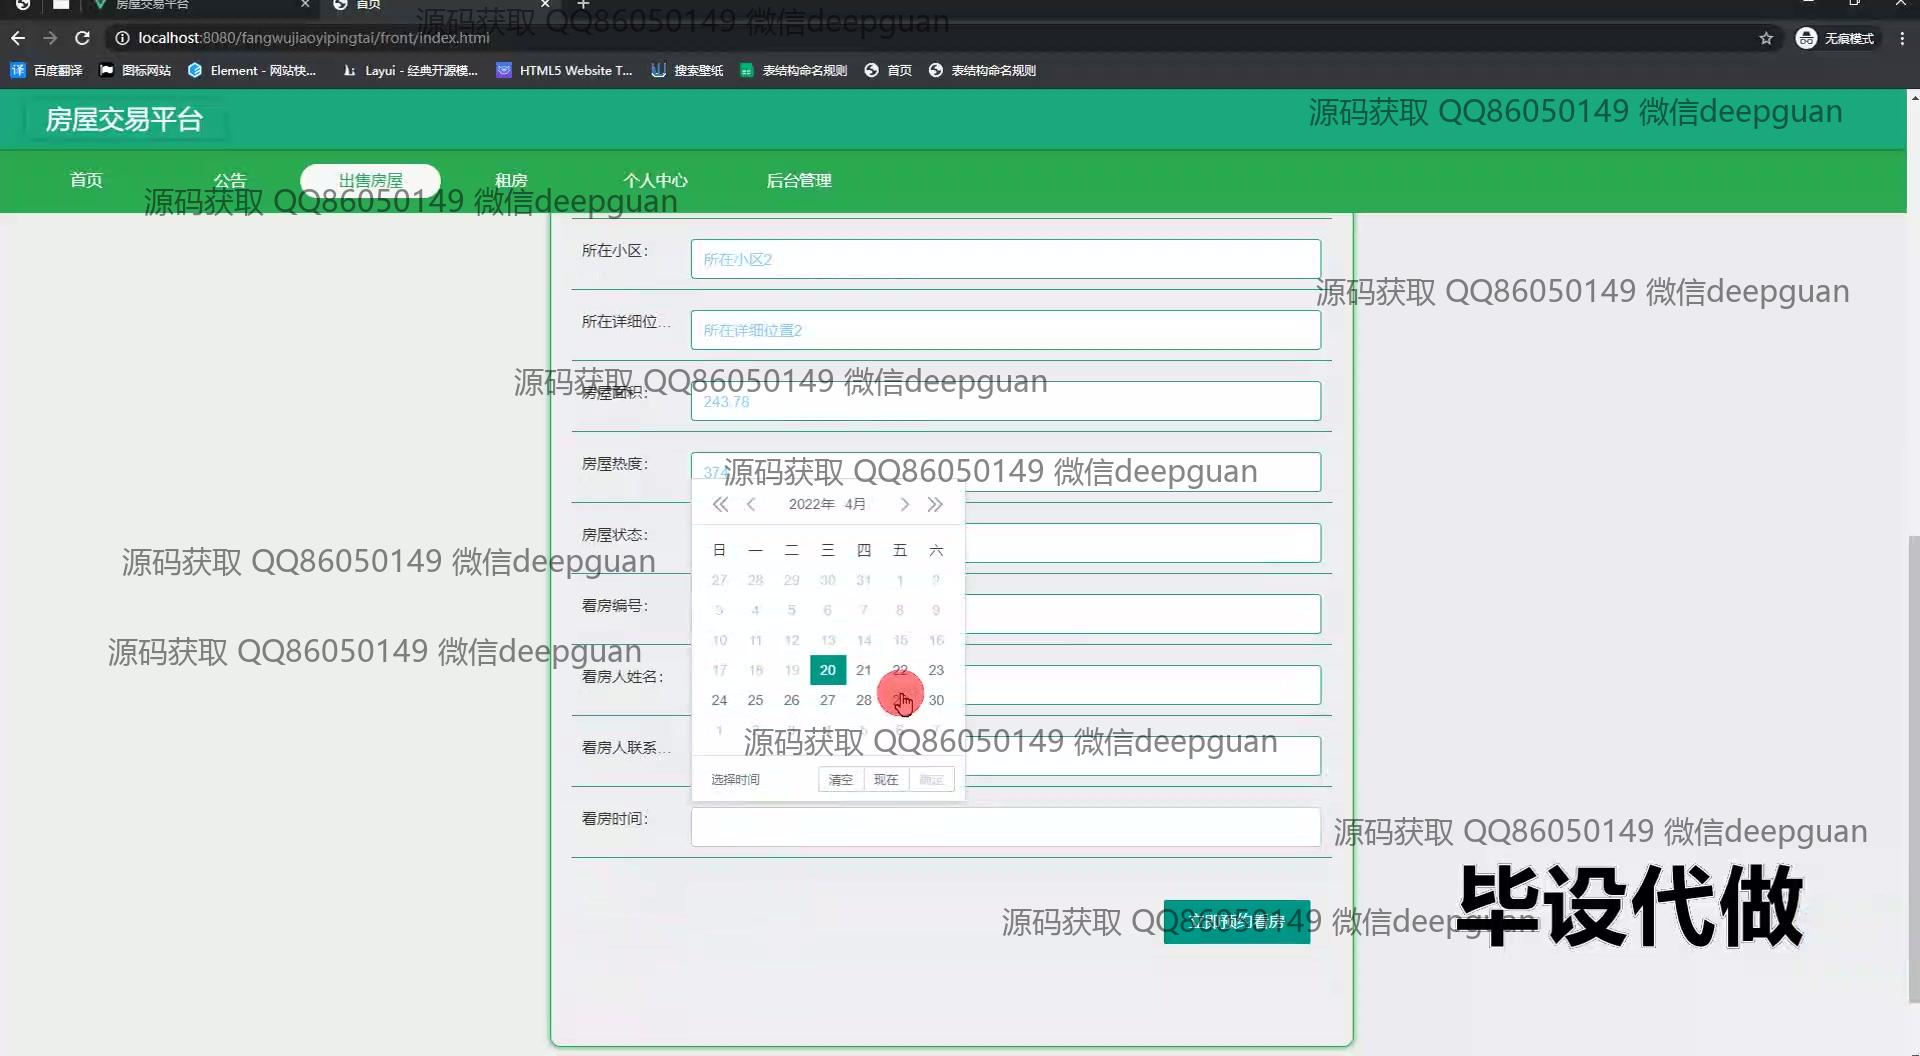 房屋交易平台
首页
源码获取 QQ86050149 微信deepguan
localhost:8080/fangwujiaoyipingtai/front/index.html
无痕模式
百度翻译 图标网站 Element - 网站快... Layui - 经典开源模... HTML5 Website T... 搜索壁纸 表结构命名规则 首页 表结构命名规则
房屋交易平台
源码获取 QQ86050149 微信deepguan
首页 公告 出售房屋 租房 个人中心 后台管理
源码获取 QQ86050149 微信deepguan
所在小区：
所在小区2
源码获取 QQ86050149 微信deepguan
所在详细位...
所在详细位置2
源码获取 QQ86050149 微信deepguan
房屋面积：
243.78
房屋热度：
374
源码获取 QQ86050149 微信deepguan
2022年 4月
房屋状态：
日 一 二 三 四 五 六
源码获取 QQ86050149 微信deepguan
27 28 29 30 31 1 2
看房编号：
3 4 5 6 7 8 9
10 11 12 13 14 15 16
源码获取 QQ86050149 微信deepguan
17 18 19 20 21 22 23
看房人姓名：
24 25 26 27 28 30
源码获取 QQ86050149 微信deepguan
看房人联系...
选择时间 清空 现在 确定
看房时间：
源码获取 QQ86050149 微信deepguan
立即预约看房
源码获取 QQ86050149 微信deepguan
毕设代做